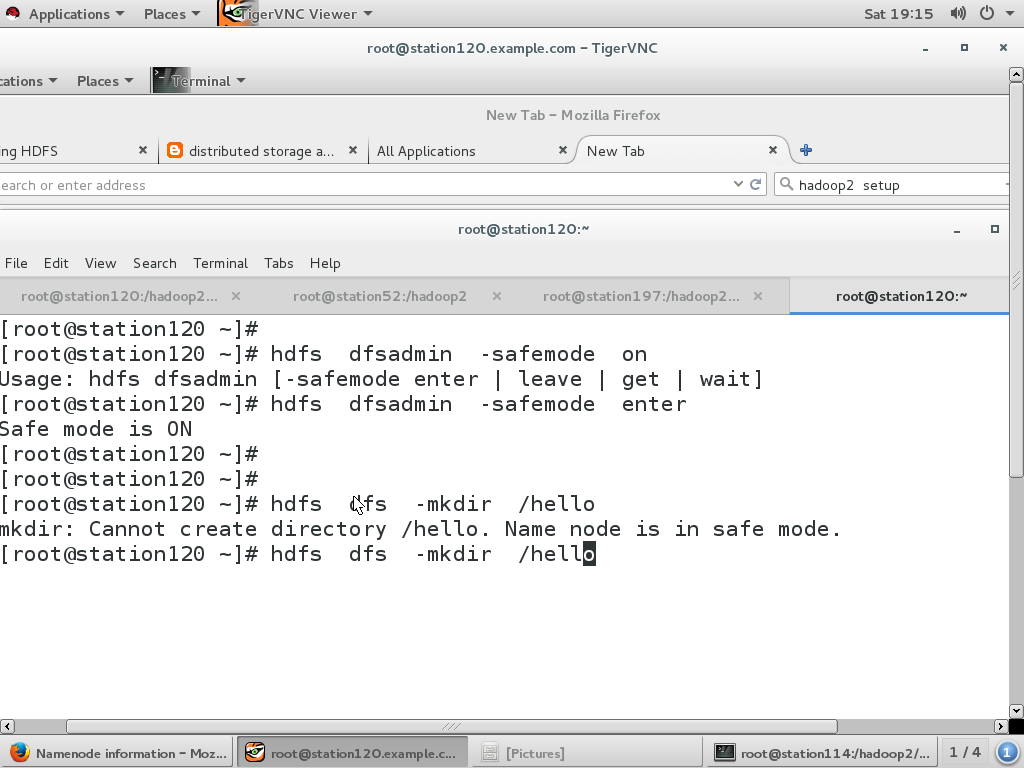 Applications Places TigerVNC Viewer Sat 19:15
root@station120.example.com - TigerVNC
cations Places Terminal
New Tab - Mozilla Firefox
ng HDFS distributed storage a... All Applications New Tab
earch or enter address hadoop2 setup
root@station120:~
File Edit View Search Terminal Tabs Help
root@station120:/hadoop2... root@station52:/hadoop2 root@station197:/hadoop2... root@station120:~
[root@station120 ~]#
[root@station120 ~]# hdfs dfsadmin -safemode on
Usage: hdfs dfsadmin [-safemode enter | leave | get | wait]
[root@station120 ~]# hdfs dfsadmin -safemode enter
Safe mode is ON
[root@station120 ~]#
[root@station120 ~]#
[root@station120 ~]# hdfs dfs -mkdir /hello
mkdir: Cannot create directory /hello. Name node is in safe mode.
[root@station120 ~]# hdfs dfs -mkdir /hello
Namenode information - Moz... root@station120.example.c... [Pictures] root@station114:/hadoop2/... 1 / 4 1